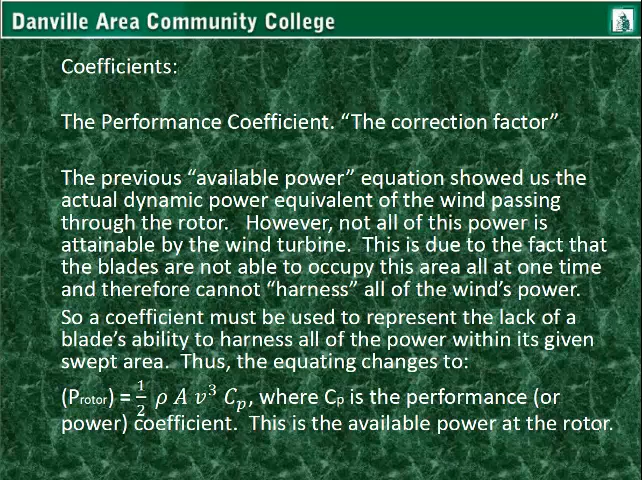 Danville Area Community College
Coefficients:
The Performance Coefficient. “The correction factor”
The previous “available power” equation showed us the
actual dynamic power equivalent of the wind passing
through the rotor.   However, not all of this power is
attainable by the wind turbine.  This is due to the fact that
the blades are not able to occupy this area all at one time
and therefore cannot “harness” all of the wind’s power.
So a coefficient must be used to represent the lack of a
blade’s ability to harness all of the power within its given
swept area.  Thus, the equating changes to:
(Protor) = 1/2 ρ A v³ Cₚ, where Cp is the performance (or
power) coefficient.  This is the available power at the rotor.